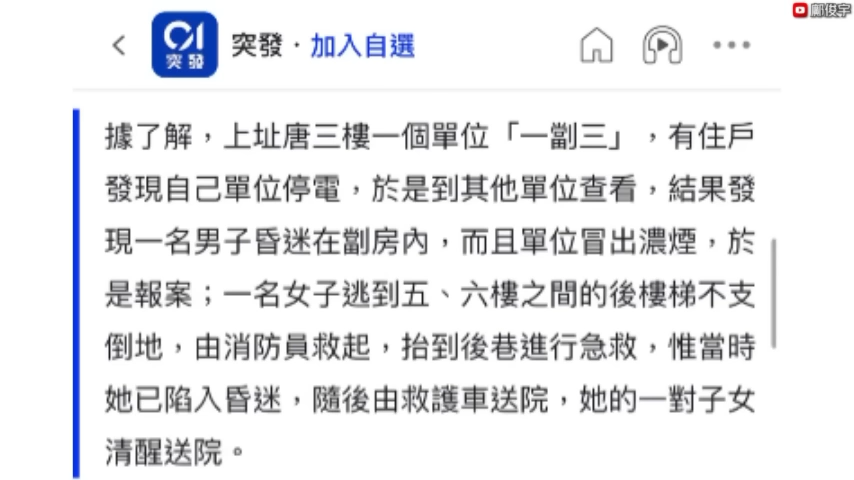 鄺俊宇
01
突發
突發·加入自選
據了解，上址唐三樓一個單位「一劏三」，有住戶
發現自己單位停電，於是到其他單位查看，結果發
現一名男子昏迷在劏房內，而且單位冒出濃煙，於
是報案；一名女子逃到五、六樓之間的後樓梯不支
倒地，由消防員救起，抬到後巷進行急救，惟當時
她已陷入昏迷，隨後由救護車送院，她的一對子女
清醒送院。